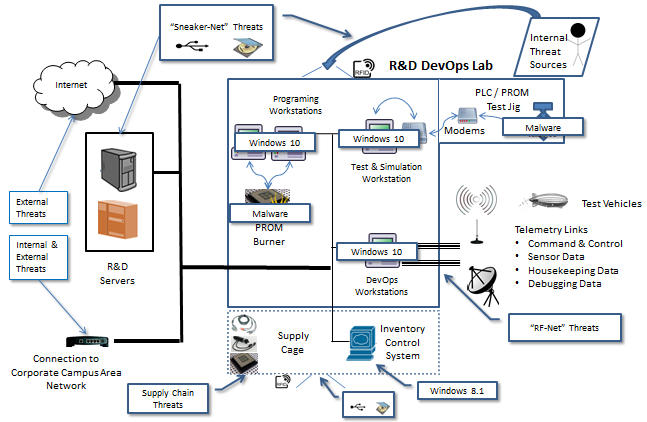 "Sneaker-Net" Threats
Internal
Threat
Sources
RFID
R&D DevOps Lab
Internet
Programing
Workstations
PLC / PROM
Test Jig
Windows 10
Windows 10
Modems
Malware
Test & Simulation
Workstation
External
Threats
Malware
PROM
Burner
Test Vehicles
Telemetry Links
• Command & Control
• Sensor Data
• Housekeeping Data
• Debugging Data
Internal &
External
Threats
R&D
Servers
Windows 10
DevOps
Workstations
"RF-Net" Threats
Supply
Cage
Inventory
Control
System
Connection to
Corporate Campus Area
Network
RFID
Supply Chain
Threats
Windows 8.1